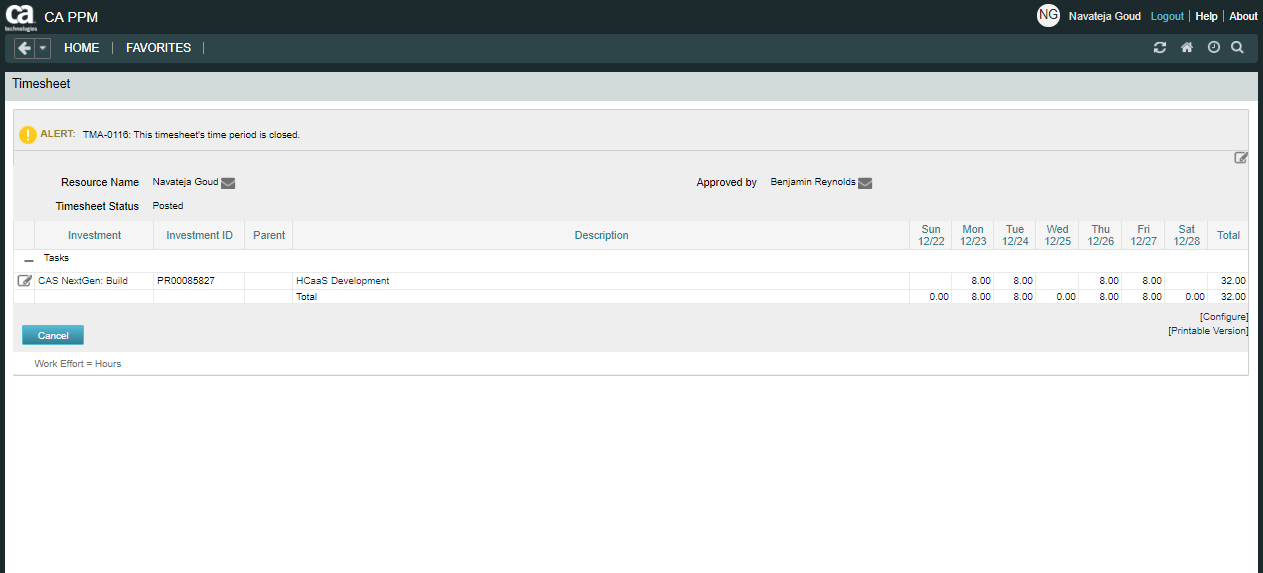 ca technologies CA PPM NG Navateja Goud Logout | Help | About
HOME | FAVORITES |
Timesheet
ALERT: TMA-0116: This timesheet's time period is closed.
Resource Name Navateja Goud Approved by Benjamin Reynolds
Timesheet Status Posted
Investment Investment ID Parent Description Sun 12/22 Mon 12/23 Tue 12/24 Wed 12/25 Thu 12/26 Fri 12/27 Sat 12/28 Total
Tasks
CAS NextGen: Build PR00085827 HCaaS Development 8.00 8.00 8.00 8.00 32.00
Total 0.00 8.00 8.00 0.00 8.00 8.00 0.00 32.00
[Configure]
[Printable Version]
Cancel
Work Effort = Hours